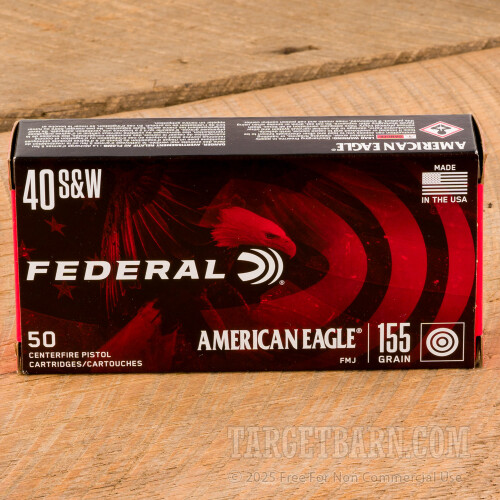 AMERICAN EAGLE®
40 S&W
MADE
IN THE USA
FEDERAL®
50
CENTERFIRE PISTOL
CARTRIDGES/CARTOUCHES
AMERICAN EAGLE®
FMJ
155
GRAIN
TARGETBARN.COM
© 2025 Free For Non Commercial Use